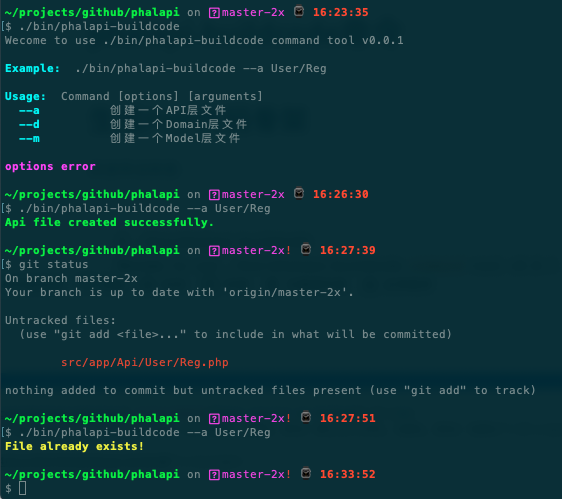 ~/projects/github/phalapi on master-2x 16:23:35
$ ./bin/phalapi-buildcode
Wecome to use ./bin/phalapi-buildcode command tool v0.0.1
Example: ./bin/phalapi-buildcode --a User/Reg
Usage: Command [options] [arguments]
--a 创建一个API层文件
--d 创建一个Domain层文件
--m 创建一个Model层文件
options error
~/projects/github/phalapi on master-2x 16:26:30
$ ./bin/phalapi-buildcode --a User/Reg
Api file created successfully.
~/projects/github/phalapi on master-2x! 16:27:39
$ git status
On branch master-2x
Your branch is up to date with 'origin/master-2x'.
Untracked files:
(use "git add <file>..." to include in what will be committed)
src/app/Api/User/Reg.php
nothing added to commit but untracked files present (use "git add" to track)
~/projects/github/phalapi on master-2x! 16:27:51
$ ./bin/phalapi-buildcode --a User/Reg
File already exists!
~/projects/github/phalapi on master-2x! 16:33:52
$